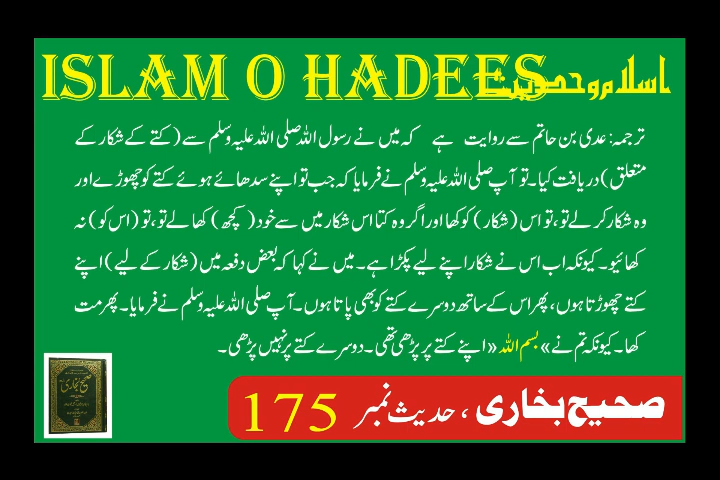 ISLAM O HADEES اسلام و حدیث
ترجمہ: عدی بن حاتم سے روایت ہے کہ میں نے رسول اللہ صلی اللہ علیہ وسلم سے (کتے کے شکار کے
متعلق) دریافت کیا۔ تو آپ صلی اللہ علیہ وسلم نے فرمایا کہ جب تو اپنے سدھائے ہوئے کتے کو چھوڑے اور
وہ شکار کر لے تو، تو اس (شکار) کو کھا اور اگر وہ کتا اس شکار میں سے خود (کچھ) کھا لے تو، تو (اس کو) نہ
کھائیو۔ کیونکہ اب اس نے شکار اپنے لیے پکڑا ہے۔ میں نے کہا کہ بعض دفعہ میں (شکار کے لیے) اپنے
کتے چھوڑتا ہوں، پھر اس کے ساتھ دوسرے کتے کو بھی پاتا ہوں۔ آپ صلی اللہ علیہ وسلم نے فرمایا۔ پھر مت
کھا۔ کیونکہ تم نے «بسم اللہ» اپنے کتے پر پڑھی تھی۔ دوسرے کتے پر نہیں پڑھی۔
صحیح بخاری، حدیث نمبر 175
صحیح بخاری